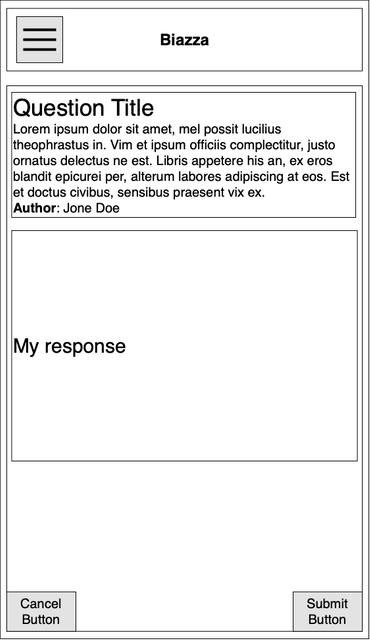 Biazza
Question Title
Lorem ipsum dolor sit amet, mel possit lucilius
theophrastus in. Vim et ipsum officiis complectitur, justo
ornatus delectus ne est. Libris appetere his an, ex eros
blandit epicurei per, alterum labores adipiscing at eos. Est
et doctus civibus, sensibus praesent vix ex.
Author: Jone Doe
My response
Cancel
Button
Submit
Button